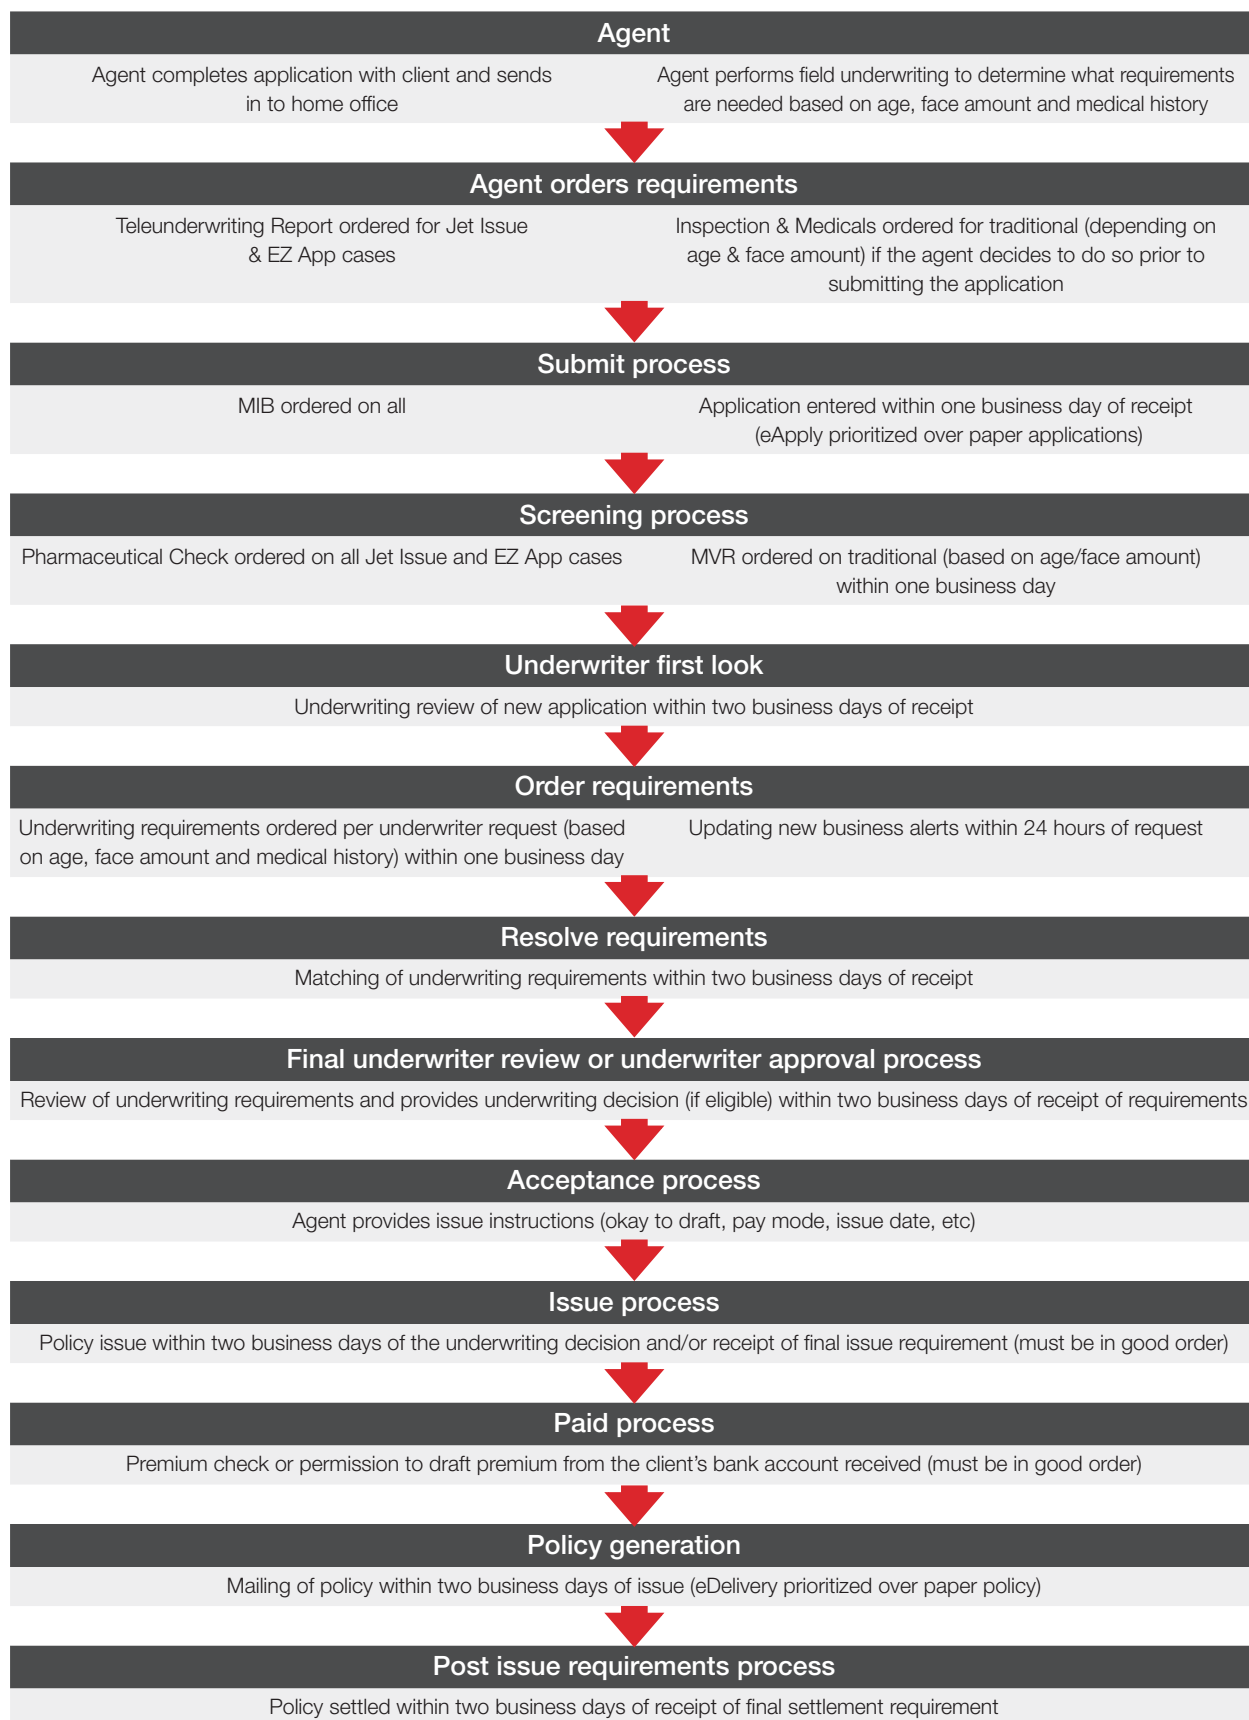 Agent
Agent completes application with client and sends
in to home office
Agent performs field underwriting to determine what requirements
are needed based on age, face amount and medical history
Agent orders requirements
Teleunderwriting Report ordered for Jet Issue
& EZ App cases
Inspection & Medicals ordered for traditional (depending on
age & face amount) if the agent decides to do so prior to
submitting the application
Submit process
MIB ordered on all
Application entered within one business day of receipt
(eApply prioritized over paper applications)
Screening process
Pharmaceutical Check ordered on all Jet Issue and EZ App cases
MVR ordered on traditional (based on age/face amount)
within one business day
Underwriter first look
Underwriting review of new application within two business days of receipt
Order requirements
Underwriting requirements ordered per underwriter request (based
on age, face amount and medical history) within one business day
Updating new business alerts within 24 hours of request
Resolve requirements
Matching of underwriting requirements within two business days of receipt
Final underwriter review or underwriter approval process
Review of underwriting requirements and provides underwriting decision (if eligible) within two business days of receipt of requirements
Acceptance process
Agent provides issue instructions (okay to draft, pay mode, issue date, etc)
Issue process
Policy issue within two business days of the underwriting decision and/or receipt of final issue requirement (must be in good order)
Paid process
Premium check or permission to draft premium from the client's bank account received (must be in good order)
Policy generation
Mailing of policy within two business days of issue (eDelivery prioritized over paper policy)
Post issue requirements process
Policy settled within two business days of receipt of final settlement requirement